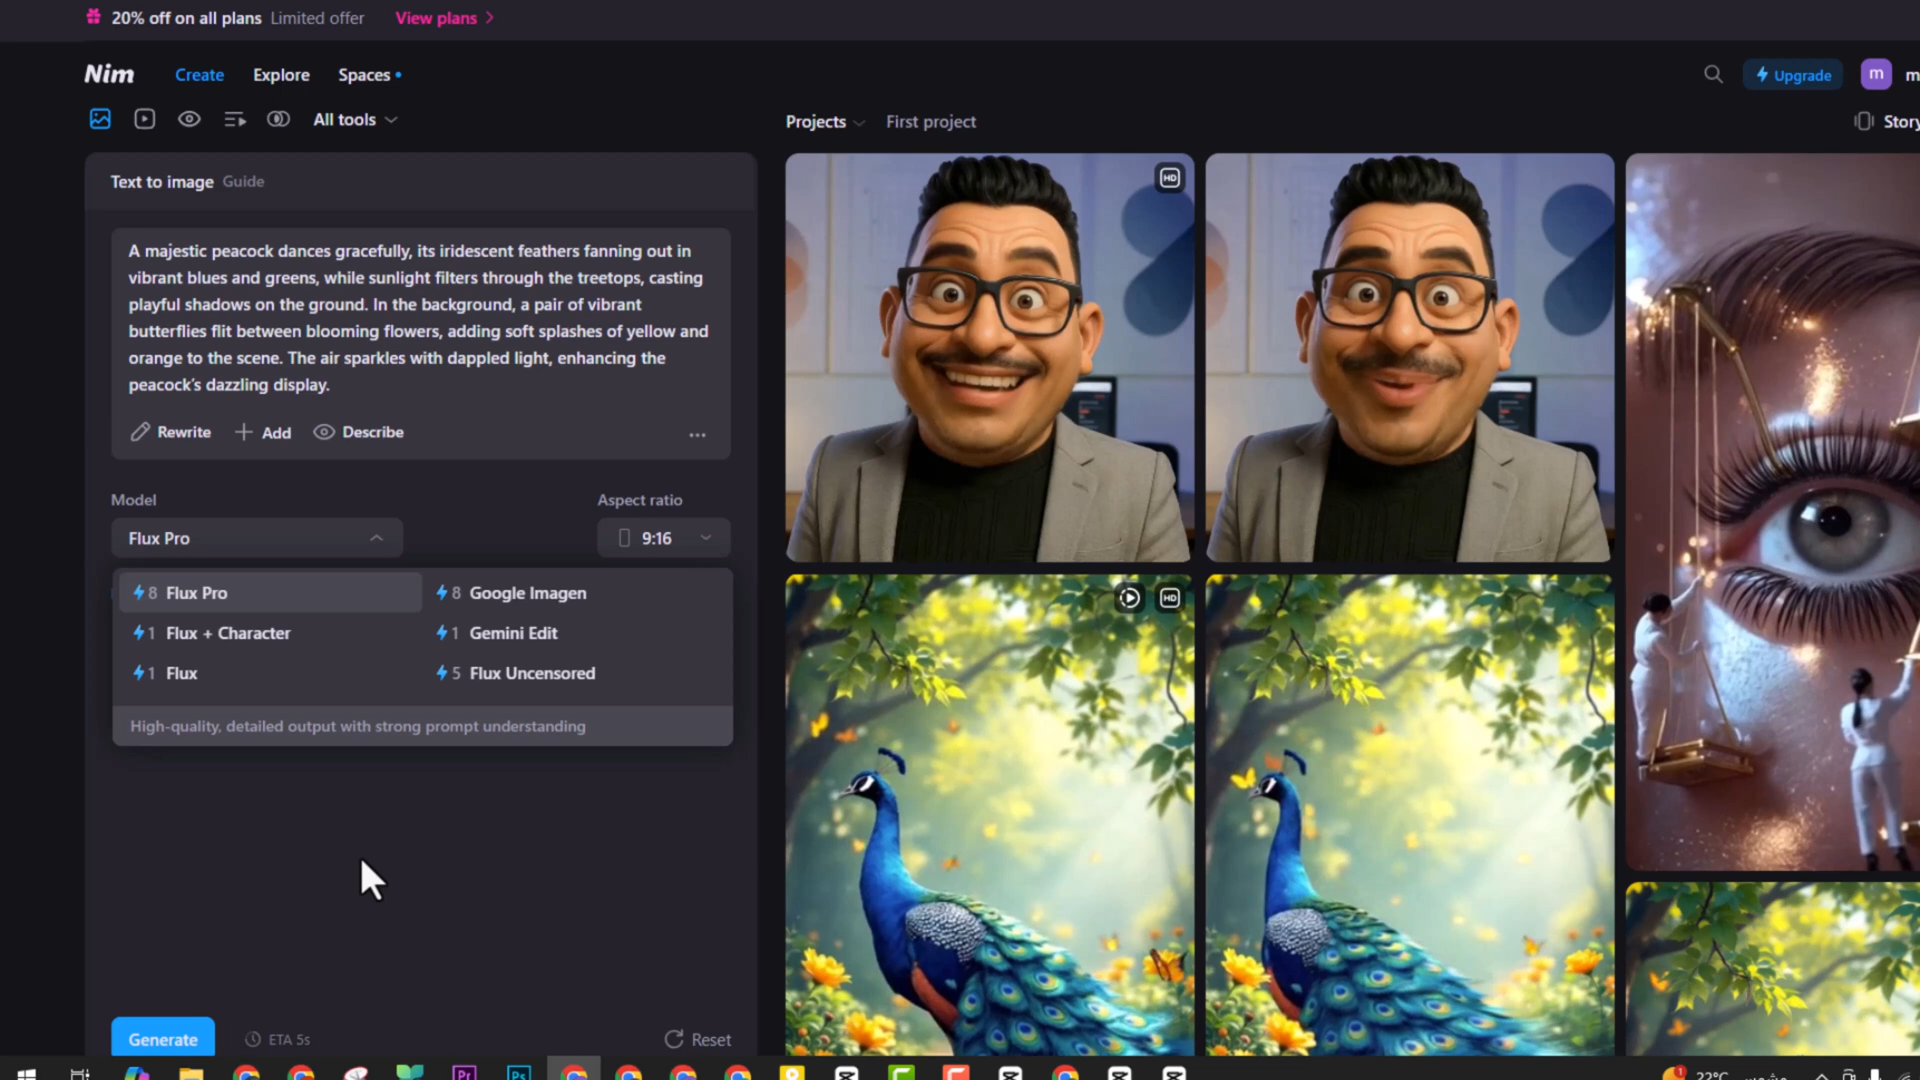 20% off on all plans Limited offer View plans
Nim Create Explore Spaces
Upgrade m
All tools
Projects First project
Text to image Guide
HD
A majestic peacock dances gracefully, its iridescent feathers fanning out in
vibrant blues and greens, while sunlight filters through the treetops, casting
playful shadows on the ground. In the background, a pair of vibrant
butterflies flit between blooming flowers, adding soft splashes of yellow and
orange to the scene. The air sparkles with dappled light, enhancing the
peacock's dazzling display.
Rewrite Add Describe
Model Aspect ratio
Flux Pro 9:16
8 Flux Pro 8 Google Imagen
HD
1 Flux + Character 1 Gemini Edit
1 Flux 5 Flux Uncensored
High-quality, detailed output with strong prompt understanding
Generate ETA 5s Reset
Pr Ps 1 22°C